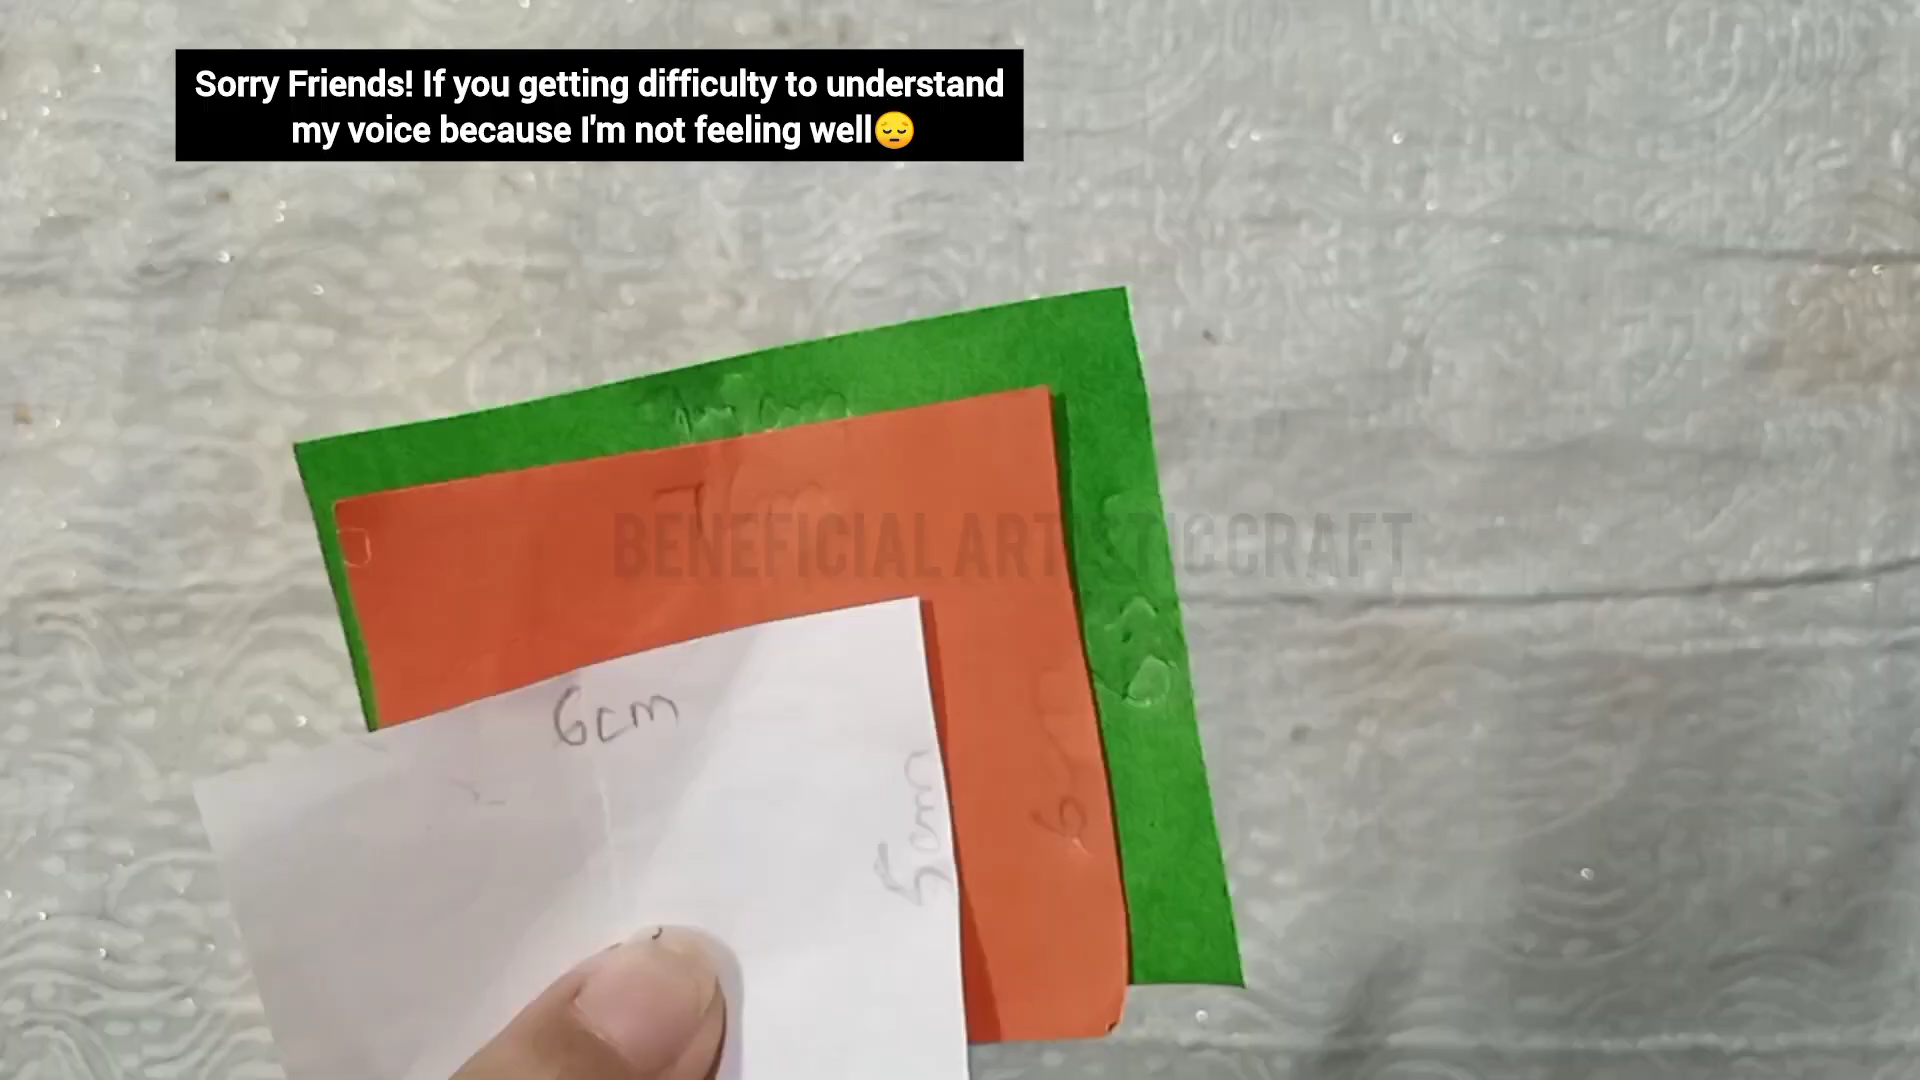 Sorry Friends! If you getting difficulty to understand
my voice because I'm not feeling well😔
BENEFICIAL ARTISTIC CRAFT
6cm
5cm